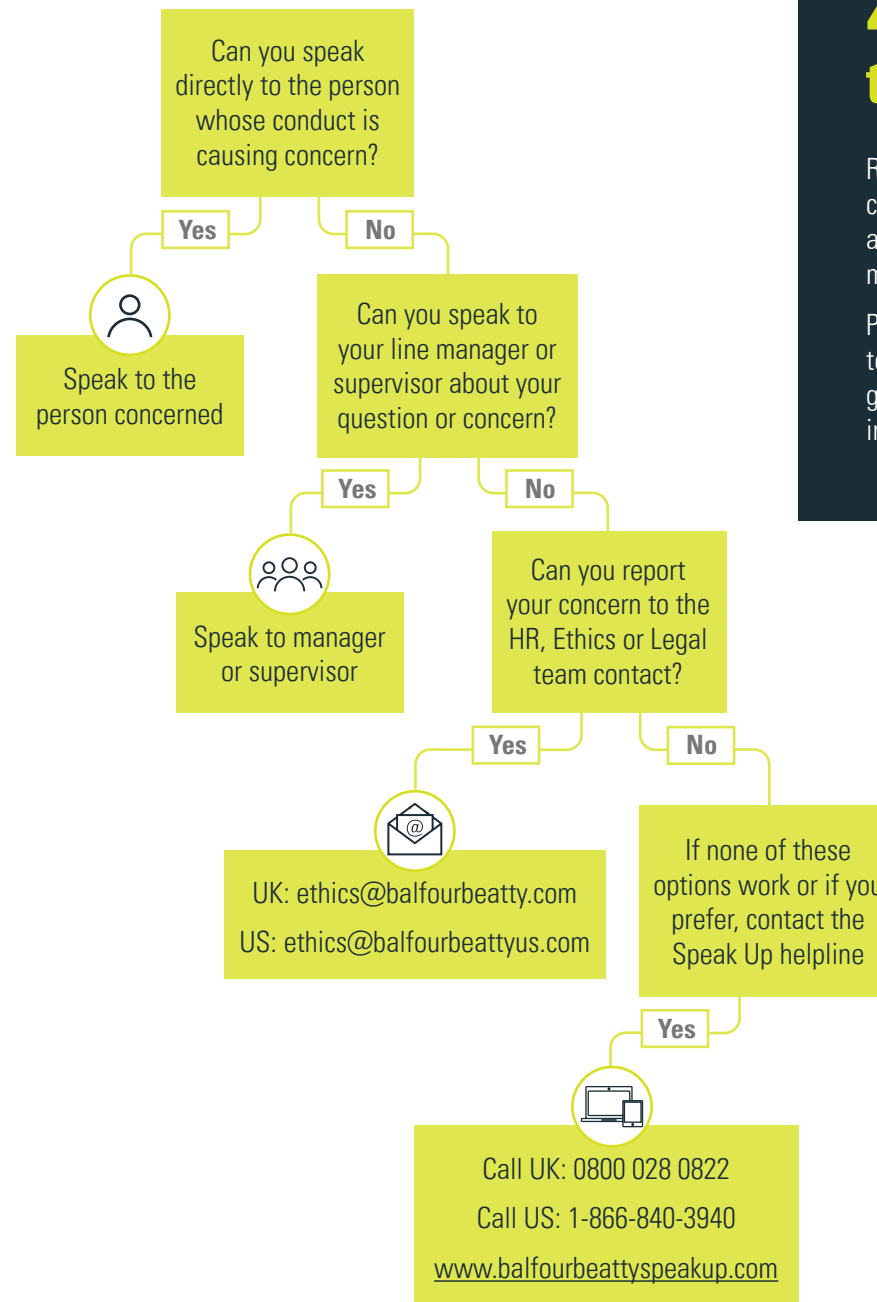 Can you speak
directly to the person
whose conduct is
causing concern?
Yes
No
Speak to the
person concerned
Can you speak to
your line manager or
supervisor about your
question or concern?
Yes
No
Speak to manager
or supervisor
Can you report
your concern to the
HR, Ethics or Legal
team contact?
Yes
No
@
UK: ethics@balfourbeatty.com
US: ethics@balfourbeattyus.com
If none of these
options work or if you
prefer, contact the
Speak Up helpline
Yes
Call UK: 0800 028 0822
Call US: 1-866-840-3940
www.balfourbeattyspeakup.com